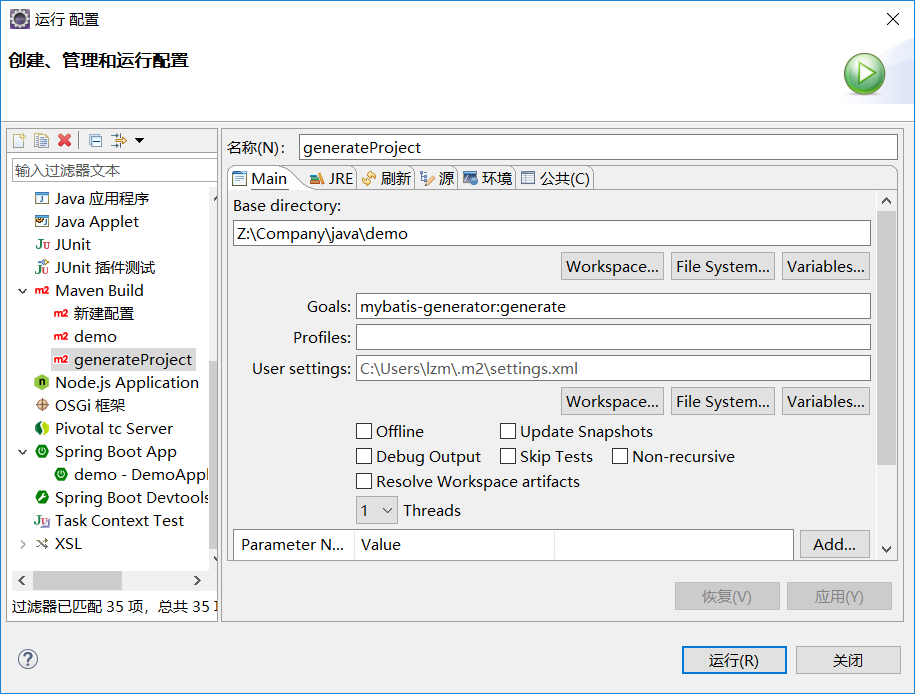 运行 配置
创建、管理和运行配置
输入过滤器文本
Java 应用程序
Java Applet
Ju JUnit
JUnit 插件测试
m2 Maven Build
m2 新建配置
m2 demo
m2 generateProject
n Node.js Application
OSGi 框架
Pivotal tc Server
Spring Boot App
demo - DemoAppl
Spring Boot Devtools
Ju Task Context Test
XSL
过滤器已匹配 35 项，总共 35 项
名称(N)： generateProject
Main JRE 刷新 源 环境 公共(C)
Base directory:
Z:\Company\java\demo
Workspace... File System... Variables...
Goals: mybatis-generator:generate
Profiles:
User settings: C:\Users\lzm\.m2\settings.xml
Workspace... File System... Variables...
Offline Update Snapshots
Debug Output Skip Tests Non-recursive
Resolve Workspace artifacts
1 Threads
Parameter N... Value Add...
恢复(V) 应用(Y)
? 运行(R) 关闭